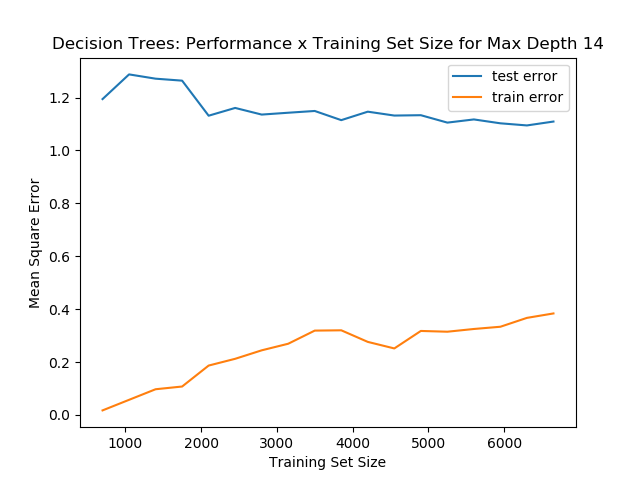 Decision Trees: Performance x Training Set Size for Max Depth 14
test error
train error
1.2
1.0
0.8
0.6
0.4
0.2
0.0
Mean Square Error
1000 2000 3000 4000 5000 6000
Training Set Size